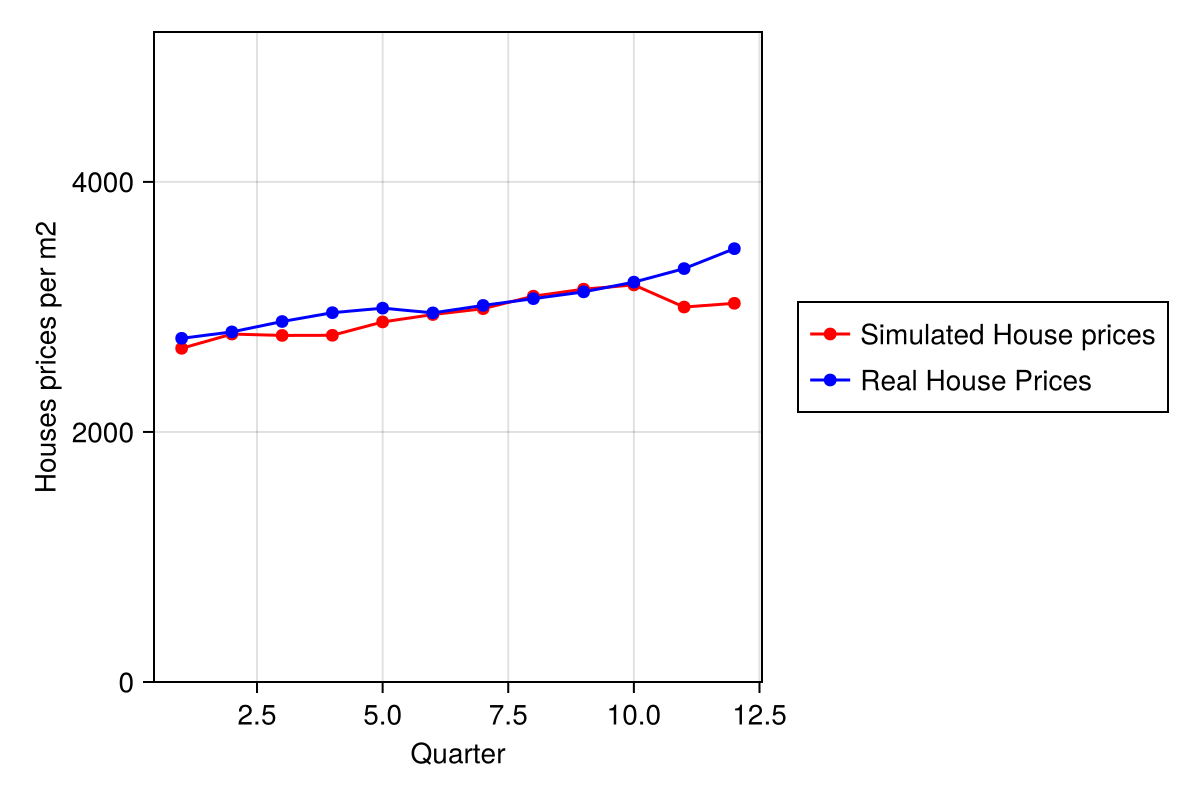 Houses prices per m2
4000
2000
0
2.5 5.0 7.5 10.0 12.5
Quarter
Simulated House prices
Real House Prices